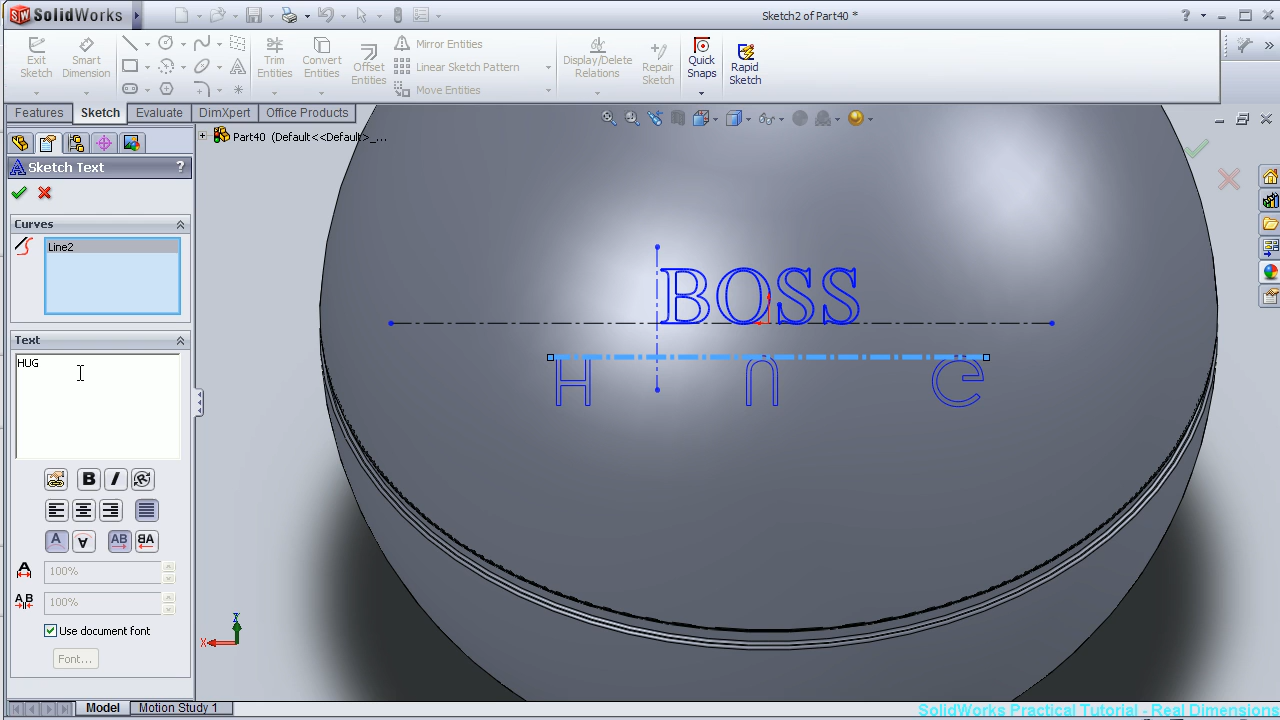 SolidWorks
Sketch2 of Part40 *
?
Exit Sketch
Smart Dimension
Trim Entities
Convert Entities
Offset Entities
Mirror Entities
Linear Sketch Pattern
Move Entities
Display/Delete Relations
Repair Sketch
Quick Snaps
Rapid Sketch
Features
Sketch
Evaluate
DimXpert
Office Products
Part40 (Default<<Default>_...
Sketch Text
?
Curves
Line2
Text
HUG
B
I
A
AB
100%
AB
100%
Use document font
Font...
BOSS
H
Z
X
Model
Motion Study 1
SolidWorks Practical Tutorial - Real Dimensions